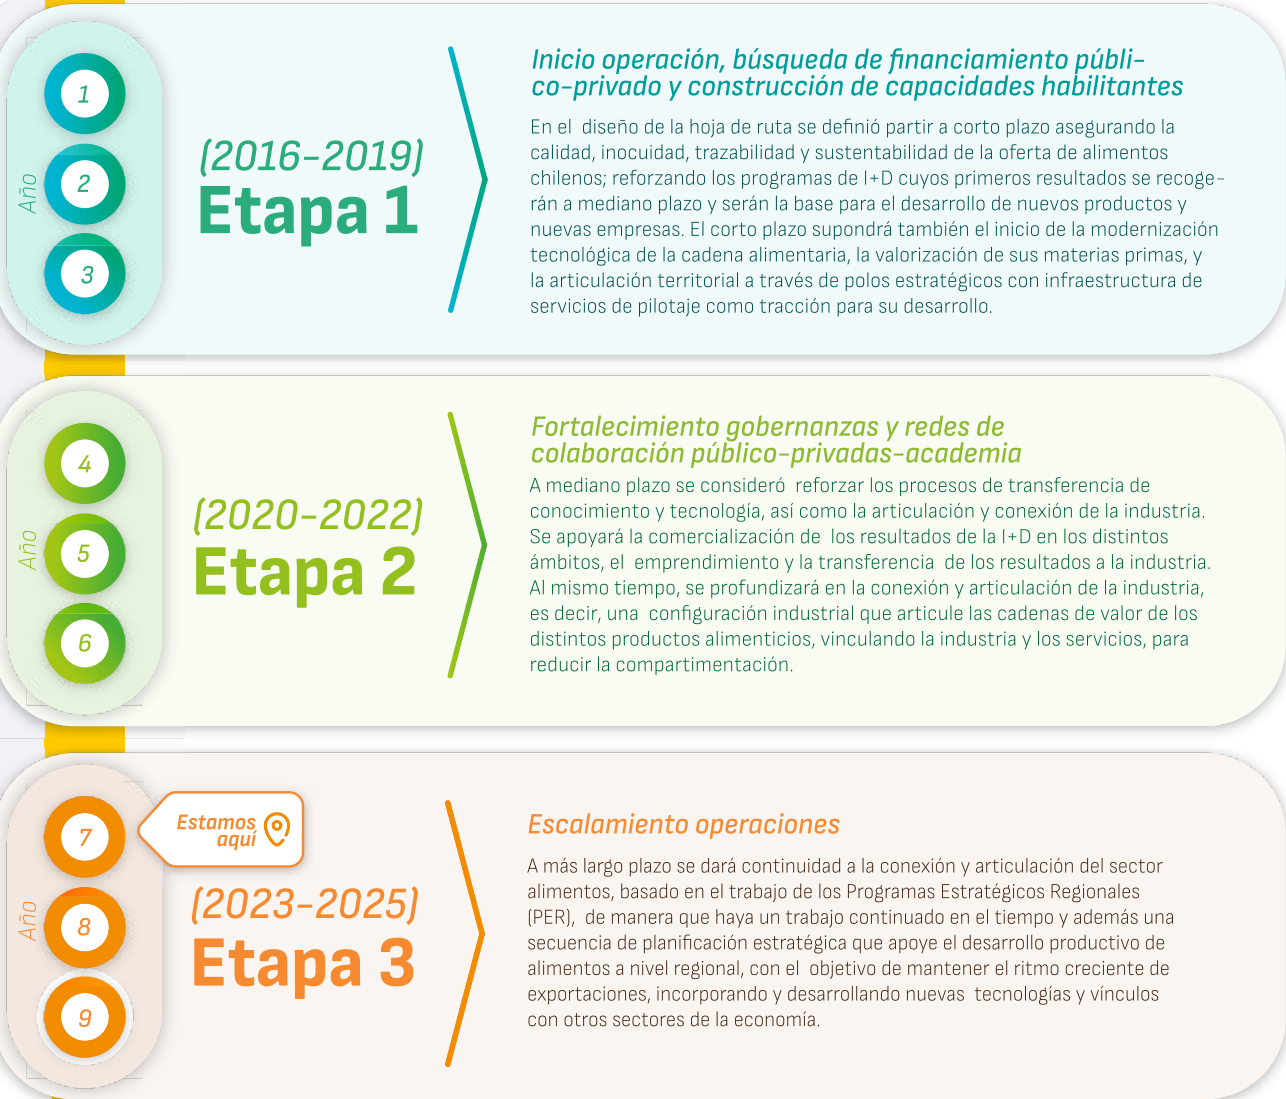 Año
1
2
3
(2016-2019)
Etapa 1
Inicio operación, búsqueda de financiamiento públi-
co-privado y construcción de capacidades habilitantes
En el diseño de la hoja de ruta se definió partir a corto plazo asegurando la
calidad, inocuidad, trazabilidad y sustentabilidad de la oferta de alimentos
chilenos; reforzando los programas de I+D cuyos primeros resultados se recoge-
rán a mediano plazo y serán la base para el desarrollo de nuevos productos y
nuevas empresas. El corto plazo supondrá también el inicio de la modernización
tecnológica de la cadena alimentaria, la valorización de sus materias primas, y
la articulación territorial a través de polos estratégicos con infraestructura de
servicios de pilotaje como tracción para su desarrollo.
Año
4
5
6
(2020-2022)
Etapa 2
Fortalecimiento gobernanzas y redes de
colaboración público-privadas-academia
A mediano plazo se consideró reforzar los procesos de transferencia de
conocimiento y tecnología, así como la articulación y conexión de la industria.
Se apoyará la comercialización de los resultados de la I+D en los distintos
ámbitos, el emprendimiento y la transferencia de los resultados a la industria.
Al mismo tiempo, se profundizará en la conexión y articulación de la industria,
es decir, una configuración industrial que articule las cadenas de valor de los
distintos productos alimenticios, vinculando la industria y los servicios, para
reducir la compartimentación.
Año
7
8
9
Estamos
aquí
(2023-2025)
Etapa 3
Escalamiento operaciones
A más largo plazo se dará continuidad a la conexión y articulación del sector
alimentos, basado en el trabajo de los Programas Estratégicos Regionales
(PER), de manera que haya un trabajo continuado en el tiempo y además una
secuencia de planificación estratégica que apoye el desarrollo productivo de
alimentos a nivel regional, con el objetivo de mantener el ritmo creciente de
exportaciones, incorporando y desarrollando nuevas tecnologías y vínculos
con otros sectores de la economía.